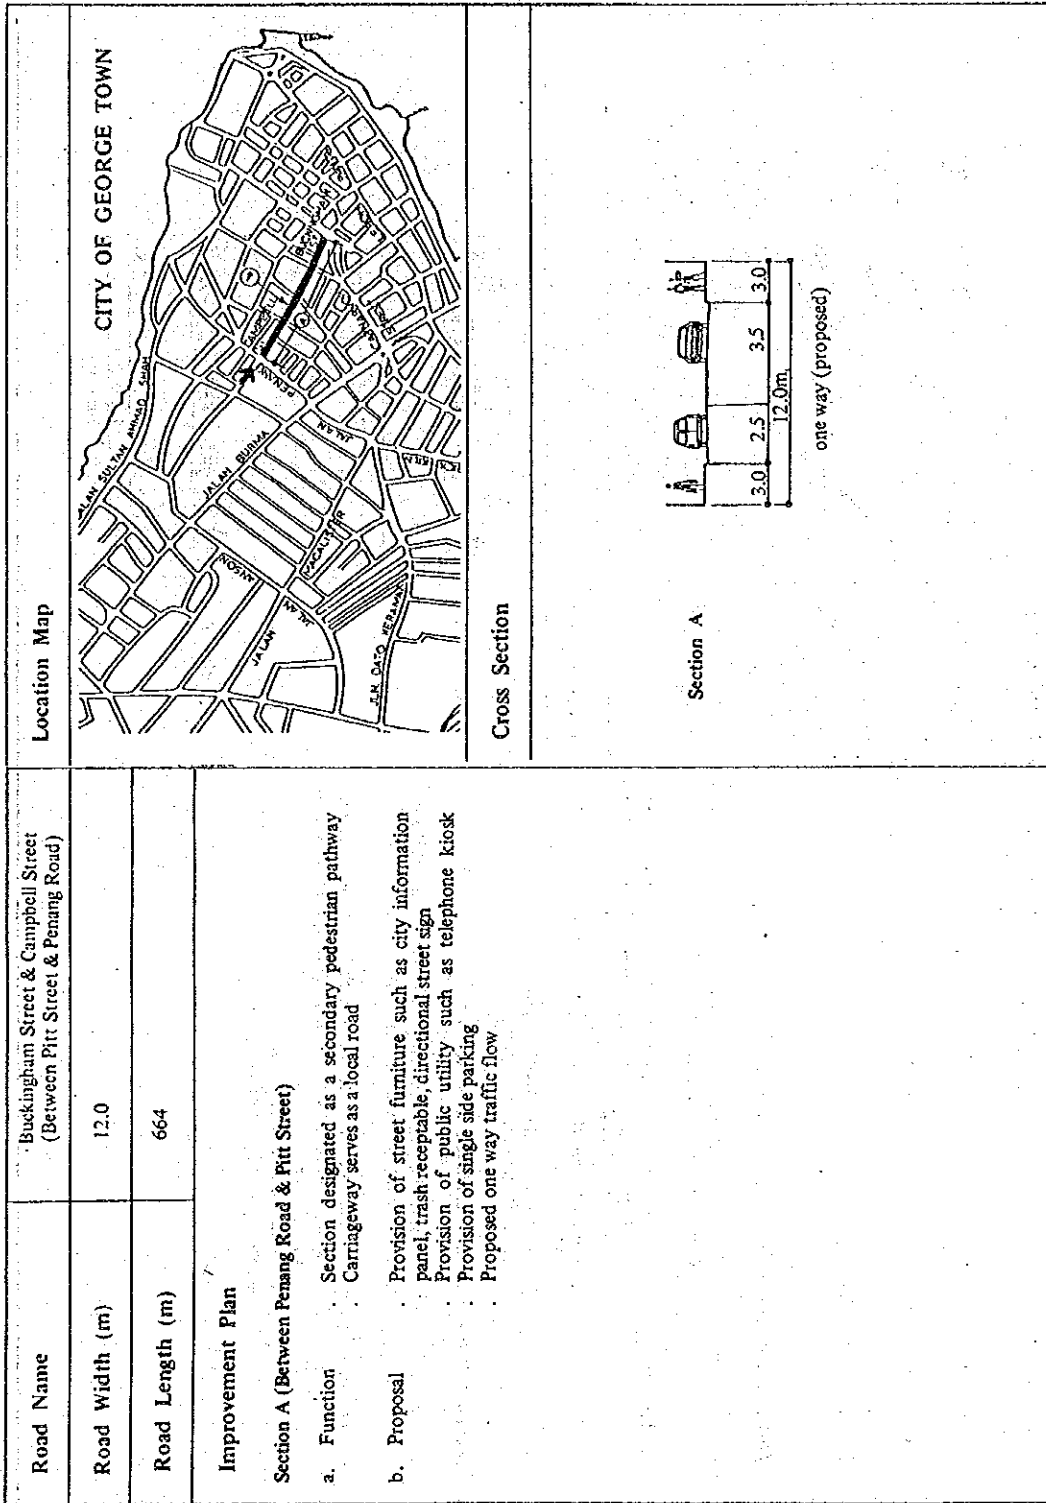 Road Name
Buckingham Street & Campbell Street
(Between Pitt Street & Penang Road)
Road Width (m)
12.0
Road Length (m)
664
Improvement Plan
Section A (Between Penang Road & Pitt Street)
a. Function . Section designated as a secondary pedestrian pathway
. Carriageway serves as a local road
b. Proposal . Provision of street furniture such as city information
panel, trash receptable, directional street sign
. Provision of public utility such as telephone kiosk
. Provision of single side parking
. Proposed one way traffic flow
Location Map
CITY OF GEORGE TOWN
JALAN SULTAN AHMAD SHAH
JALAN BURMA
JALAN
ANSON
JALAN
MACALISTER
JLN DATO KERAMAT
PENANG
JALAN
CAMPBELL
BUCKINGHAM
A
Cross Section
Section A
3.0
2.5
3.5
3.0
12.0m
one way (proposed)